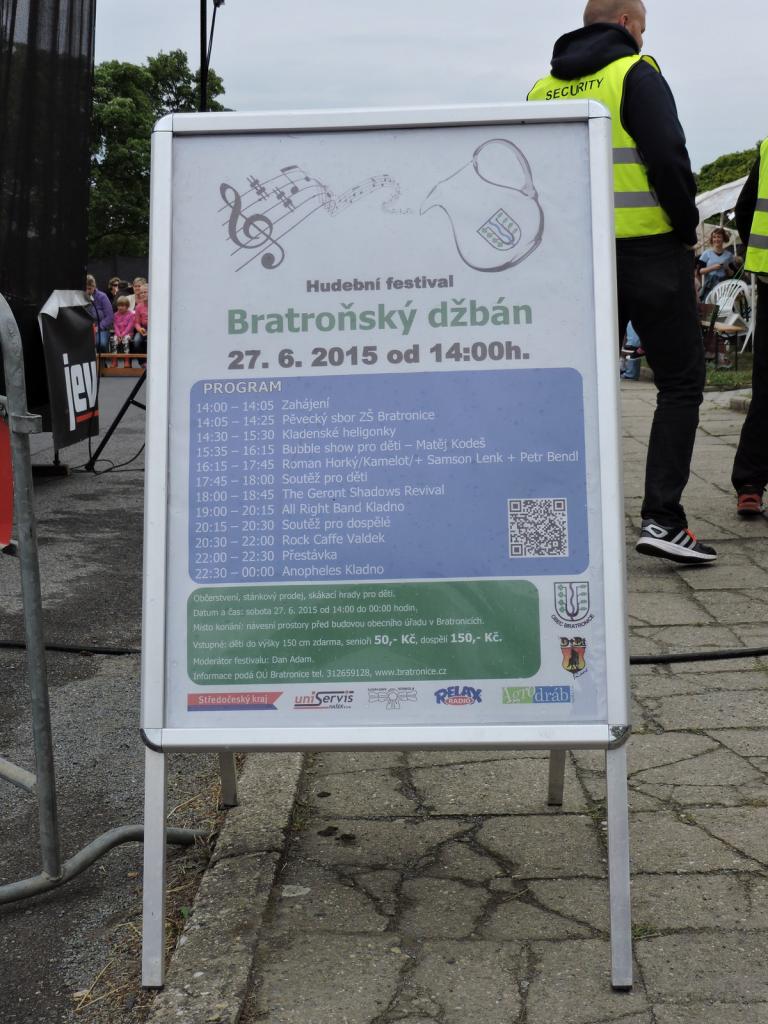 SECURITY
Hudební festival
Bratroňský džbán
27. 6. 2015 od 14:00h.
PROGRAM
14:00 – 14:05 Zahájení
14:05 – 14:25 Pěvecký sbor ZŠ Bratronice
14:30 – 15:30 Kladenské heligonky
15:35 – 16:15 Bubble show pro děti – Matěj Kodeš
16:15 – 17:45 Roman Horký/Kamelot/+ Samson Lenk + Petr Bendl
17:45 – 18:00 Soutěž pro děti
18:00 – 18:45 The Geront Shadows Revival
19:00 – 20:15 All Right Band Kladno
20:15 – 20:30 Soutěž pro dospělé
20:30 – 22:00 Rock Caffe Valdek
22:00 – 22:30 Přestávka
22:30 – 00:00 Anopheles Kladno
Občerstvení, stánkový prodej, skákací hrady pro děti.
Datum a čas: sobota 27. 6. 2015 od 14:00 do 00:00 hodin,
Místo konání: návesní prostory před budovou obecního úřadu v Bratronicích.
Vstupné: děti do výšky 150 cm zdarma, senioři 50,- Kč, dospělí 150,- Kč.
Moderátor festivalu: Dan Adam.
Informace podá OÚ Bratronice tel. 312659128, www.bratronice.cz
OBEC BRATRONICE
Středočeský kraj
uniServis
RELAX
RADIO
Agro dráb
jev